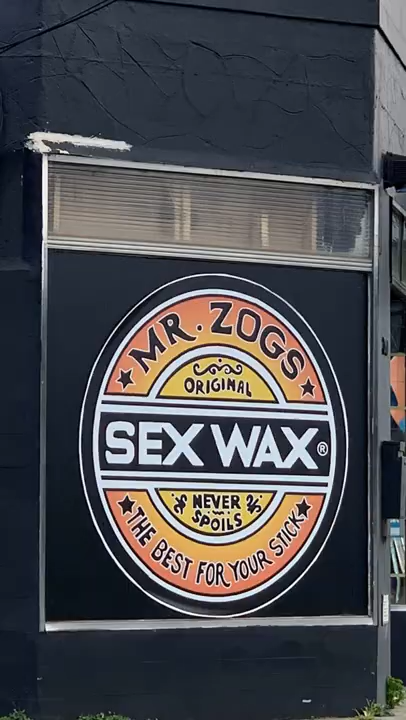 MR. ZOGS
ORIGINAL
SEX WAX®
NEVER
SPOILS
THE BEST FOR YOUR STICK